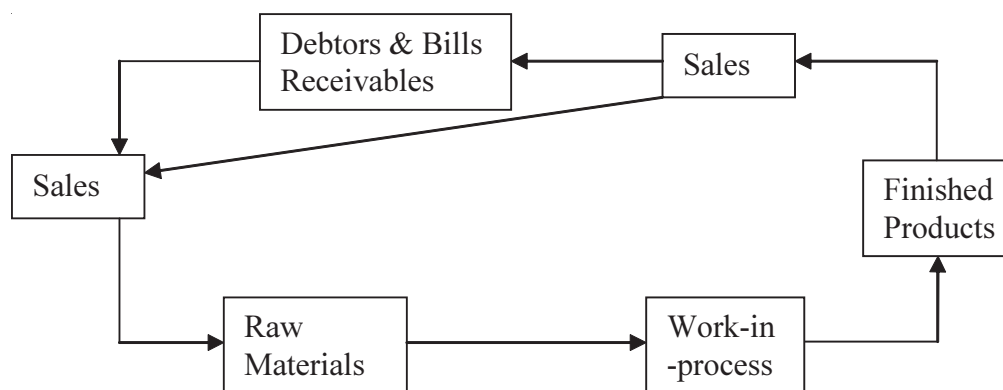 Debtors & Bills
Receivables
Sales
Sales
Finished
Products
Raw
Materials
Work-in
-process